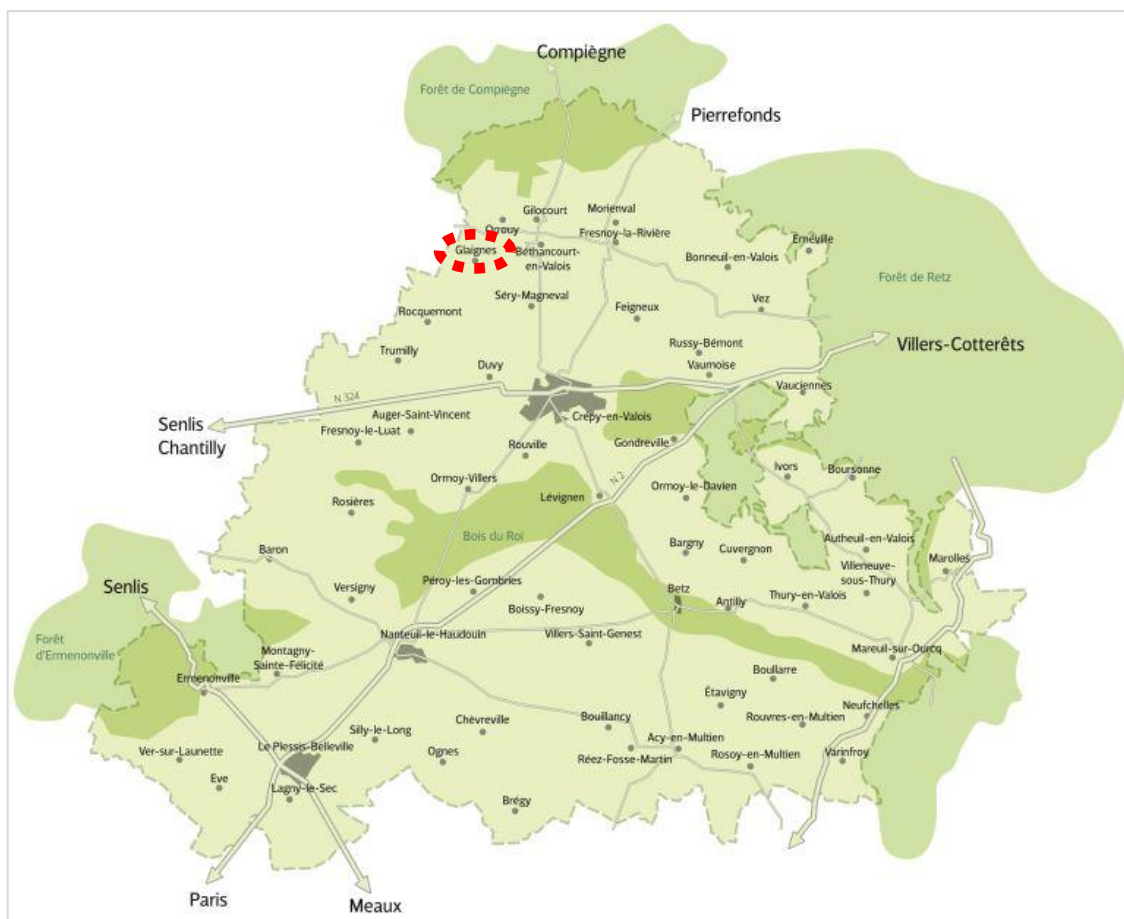 Compiègne
Forêt de Compiègne
Pierrefonds
Gilocourt
Morienval
Orrouy
Fresnoy-la-Rivière
Glaignes
Béthancourt-
en-Valois
Eméville
Bonneuil-en-Valois
Forêt de Retz
Séry-Magneval
Vez
Rocquemont
Feigneux
Russy-Bémont
Villers-Cotterêts
Trumilly
Duvy
Vaumoise
Vauciennes
N 324
Auger-Saint-Vincent
Crépy-en-Valois
Senlis
Chantilly
Fresnoy-le-Luat
Rouville
Gondreville
Ivors
Boursonne
Ormoy-Villers
N 2
Lévignen
Ormoy-le-Davien
Rosières
Bois du Roi
Autheuil-en-Valois
Baron
Bargny
Cuvergnon
Marolles
Villeneuve-
sous-Thury
Senlis
Versigny
Péroy-les-Gombries
Betz
Boissy-Fresnoy
Antilly
Thury-en-Valois
Forêt
d'Ermenonville
Nanteuil-le-Haudouin
Villers-Saint-Genest
Montagny-
Sainte-Félicité
Mareuil-sur-Ourcq
Ermenonville
Boullarre
Étavigny
Neufchelles
Chèvreville
Bouillancy
Rouvres-en-Multien
Silly-le-Long
Acy-en-Multien
Ver-sur-Launette
Le Plessis-Belleville
Ognes
Réez-Fosse-Martin
Rosoy-en-Multien
Varinfroy
Eve
Lagny-le-Sec
Brégy
Paris
Meaux